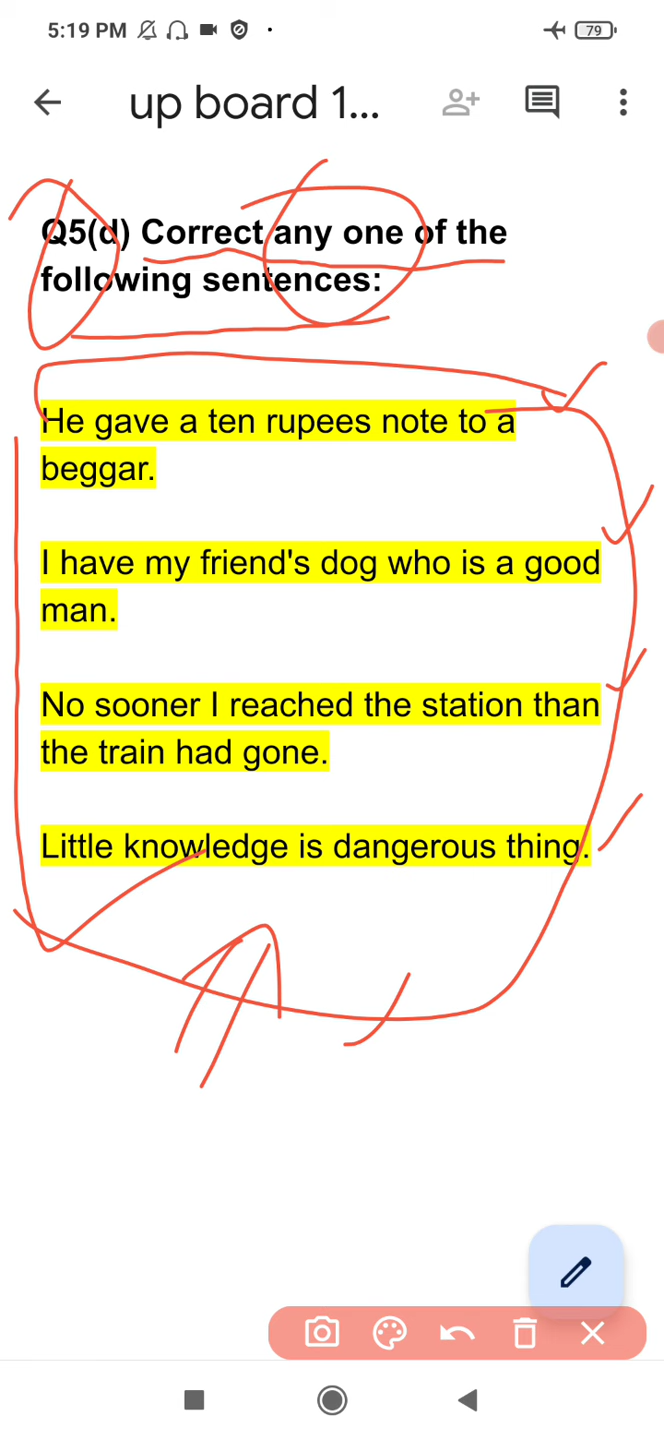 5:19 PM
79
up board 1...
Q5(d) Correct any one of the
following sentences:
He gave a ten rupees note to a
beggar.
I have my friend's dog who is a good
man.
No sooner I reached the station than
the train had gone.
Little knowledge is dangerous thing.